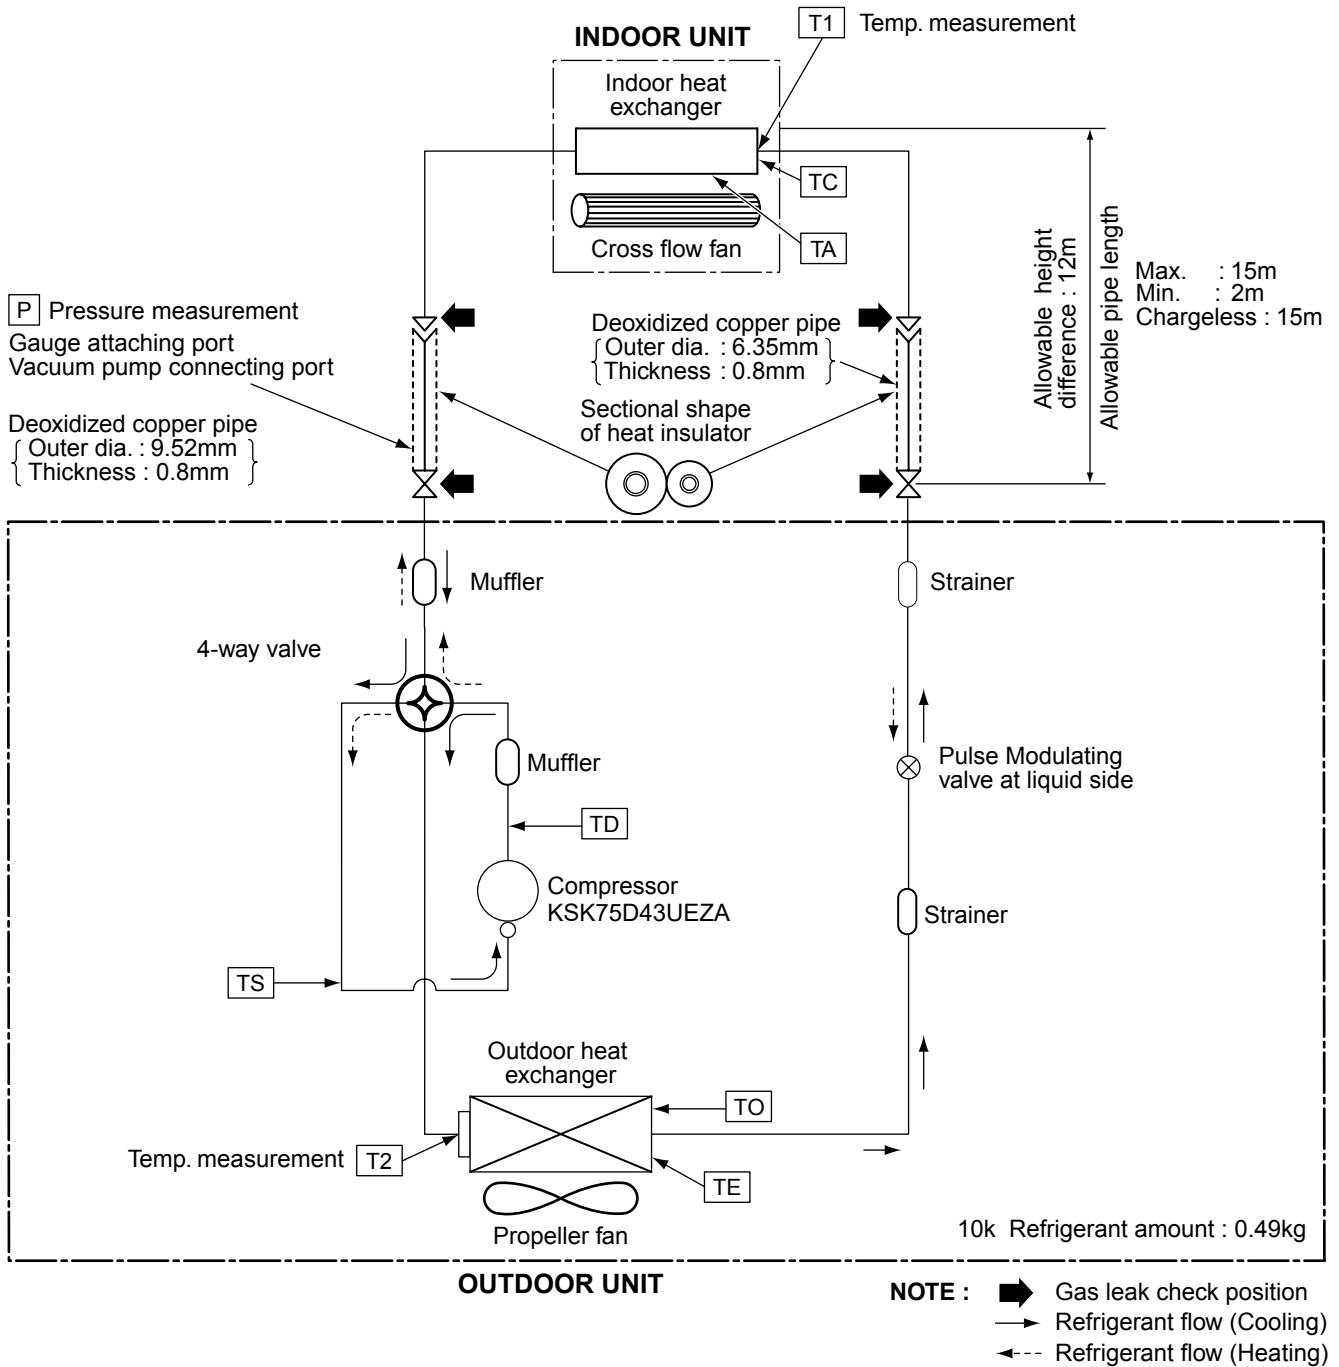 T1 Temp. measurement
INDOOR UNIT
Indoor heat
exchanger
TC
Cross flow fan
TA
Allowable height
difference : 12m
Allowable pipe length
Max. : 15m
Min. : 2m
Chargeless : 15m
P Pressure measurement
Gauge attaching port
Vacuum pump connecting port
Deoxidized copper pipe
Outer dia. : 9.52mm
Thickness : 0.8mm
Deoxidized copper pipe
Outer dia. : 6.35mm
Thickness : 0.8mm
Sectional shape
of heat insulator
Muffler
Strainer
4-way valve
Muffler
Pulse Modulating
valve at liquid side
TD
Compressor
KSK75D43UEZA
Strainer
TS
Outdoor heat
exchanger
TO
Temp. measurement T2
TE
Propeller fan
10k Refrigerant amount : 0.49kg
OUTDOOR UNIT
NOTE : Gas leak check position
Refrigerant flow (Cooling)
Refrigerant flow (Heating)